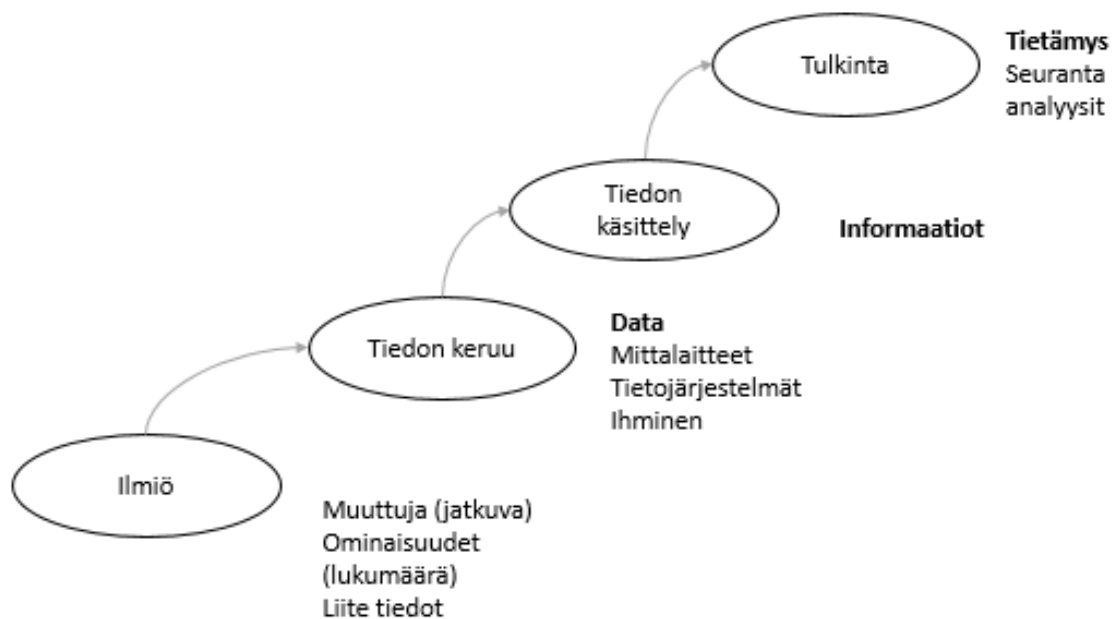 Tulkinta
Tietämys
Seuranta
analyysit
Tiedon
käsittely
Informaatiot
Tiedon keruu
Data
Mittalaitteet
Tietojärjestelmät
Ihminen
Ilmiö
Muuttuja (jatkuva)
Ominaisuudet
(lukumäärä)
Liite tiedot